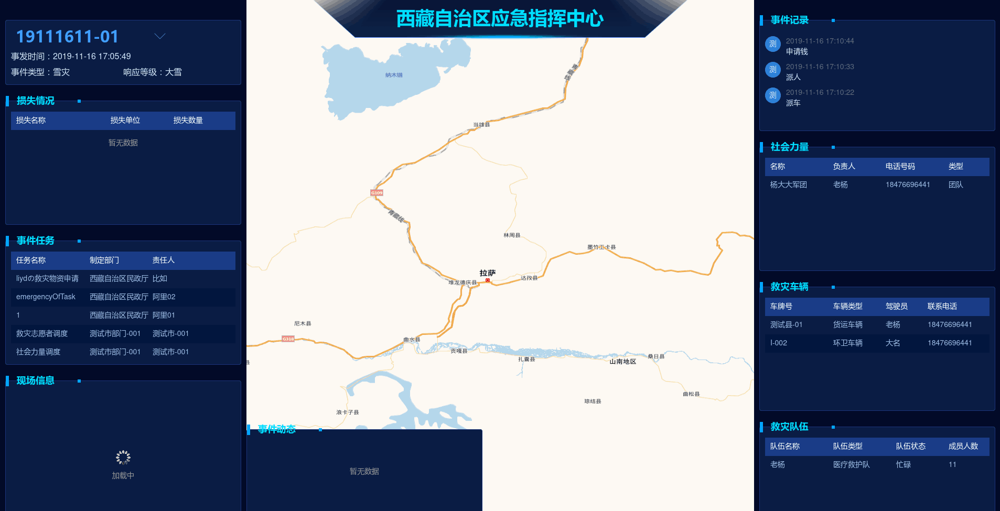 西藏自治区应急指挥中心
19111611-01
事发时间：2019-11-16 17:05:49
事件类型：雪灾 响应等级：大雪
损失情况
损失名称 损失单位 损失数量
暂无数据
事件任务
任务名称 制定部门 责任人
liydの救灾物资申请 西藏自治区民政厅 比如
emergencyOfTask 西藏自治区民政厅 阿里02
1 西藏自治区民政厅 阿里01
救灾志愿者调度 测试市部门-001 测试市-001
社会力量调度 测试市部门-001 测试市-001
现场信息
加载中
纳木错
青藏线
当雄县
G109
青藏线
林周县
墨竹工卡县
拉萨
达孜县
堆龙德庆县
尼木县
G318
曲水县
贡嘎县
扎囊县
山南地区
桑日县
县
曲松县
琼结县
浪卡子县
事件动态
暂无数据
事件记录
测 2019-11-16 17:10:44
申请钱
测 2019-11-16 17:10:33
派人
测 2019-11-16 17:10:22
派车
社会力量
名称 负责人 电话号码 类型
杨大大军团 老杨 18476696441 团队
救灾车辆
车牌号 车辆类型 驾驶员 联系电话
测试县-01 货运车辆 老杨 18476696441
I-002 环卫车辆 大名 18476696441
救灾队伍
队伍名称 队伍类型 队伍状态 成员人数
老杨 医疗救护队 忙碌 11